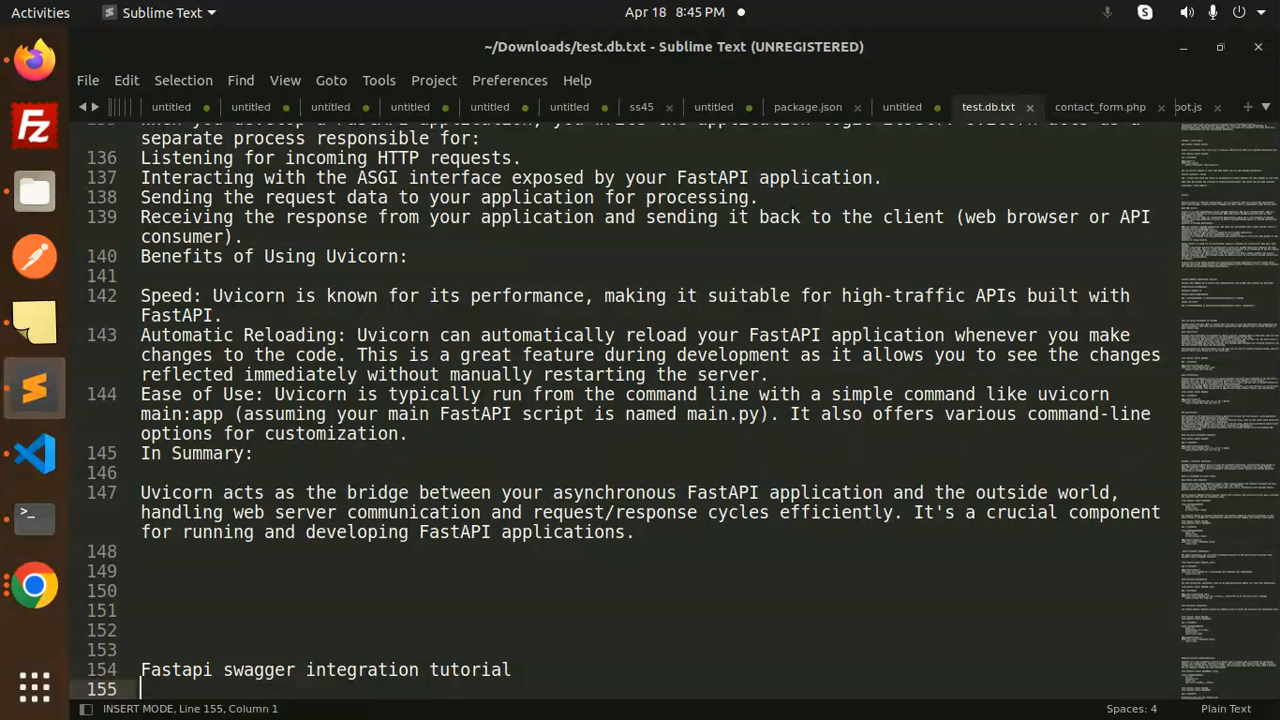 Activities
Sublime Text
Apr 18 8:45 PM
~/Downloads/test.db.txt - Sublime Text (UNREGISTERED)
File Edit Selection Find View Goto Tools Project Preferences Help
untitled untitled untitled untitled untitled untitled ss45 untitled package.json untitled test.db.txt contact_form.php bot.js
separate process responsible for:
136 Listening for incoming HTTP requests.
137 Interacting with the ASGI interface exposed by your FastAPI application.
138 Sending the request data to your application for processing.
139 Receiving the response from your application and sending it back to the client (web browser or API
consumer).
140 Benefits of Using Uvicorn:
141
142 Speed: Uvicorn is known for its performance, making it suitable for high-traffic APIs built with
FastAPI.
143 Automatic Reloading: Uvicorn can automatically reload your FastAPI application whenever you make
changes to the code. This is a great feature during development as it allows you to see the changes
reflected immediately without manually restarting the server.
144 Ease of Use: Uvicorn is typically run from the command line with a simple command like uvicorn
main:app (assuming your main FastAPI script is named main.py). It also offers various command-line
options for customization.
145 In Summary:
146
147 Uvicorn acts as the bridge between your asynchronous FastAPI application and the outside world,
handling web server communication and request/response cycles efficiently. It's a crucial component
for running and developing FastAPI applications.
148
149
150
151
152
153
154 Fastapi swagger integration tutorial
155
INSERT MODE, Line 155, Column 1
Spaces: 4
Plain Text